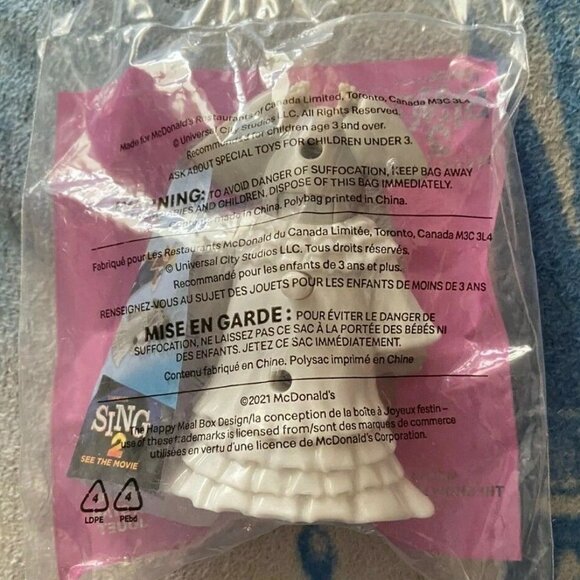 Made for McDonald's Restaurants of Canada Limited, Toronto, Canada M3C 3L4
© Universal City Studios LLC. All Rights Reserved.
Recommended for children age 3 and over.
ASK ABOUT SPECIAL TOYS FOR CHILDREN UNDER 3.
WARNING: TO AVOID DANGER OF SUFFOCATION, KEEP BAG AWAY
BABIES AND CHILDREN. DISPOSE OF THIS BAG IMMEDIATELY.
made in China. Polybag printed in China.
Fabriqué pour Les Restaurants McDonald du Canada Limitée, Toronto, Canada M3C 3L4
© Universal City Studios LLC. Tous droits réservés.
Recommandé pour les enfants de 3 ans et plus.
RENSEIGNEZ-VOUS AU SUJET DES JOUETS POUR LES ENFANTS DE MOINS DE 3 ANS
MISE EN GARDE : POUR ÉVITER LE DANGER DE
SUFFOCATION, NE LAISSEZ PAS CE SAC À LA PORTÉE DES BÉBÉS NI
DES ENFANTS. JETEZ CE SAC IMMÉDIATEMENT.
Contenu fabriqué en Chine. Polysac imprimé en Chine
©2021 McDonald's
The Happy Meal Box Design/la conception de la boîte à Joyeux festin –
use of these trademarks is licensed from/sont des marques de commerce
utilisées en vertu d'une licence de McDonald's Corporation.
SING
2
SEE THE MOVIE
4
LDPE
4
PEbd